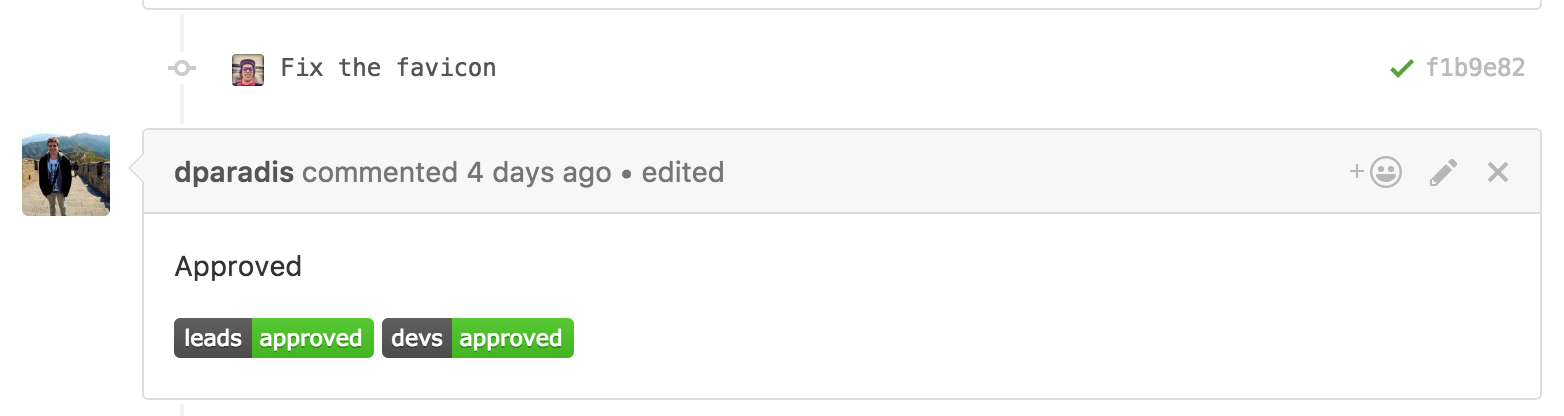 Fix the favicon f1b9e82
dparadis commented 4 days ago • edited
Approved
leads approved devs approved